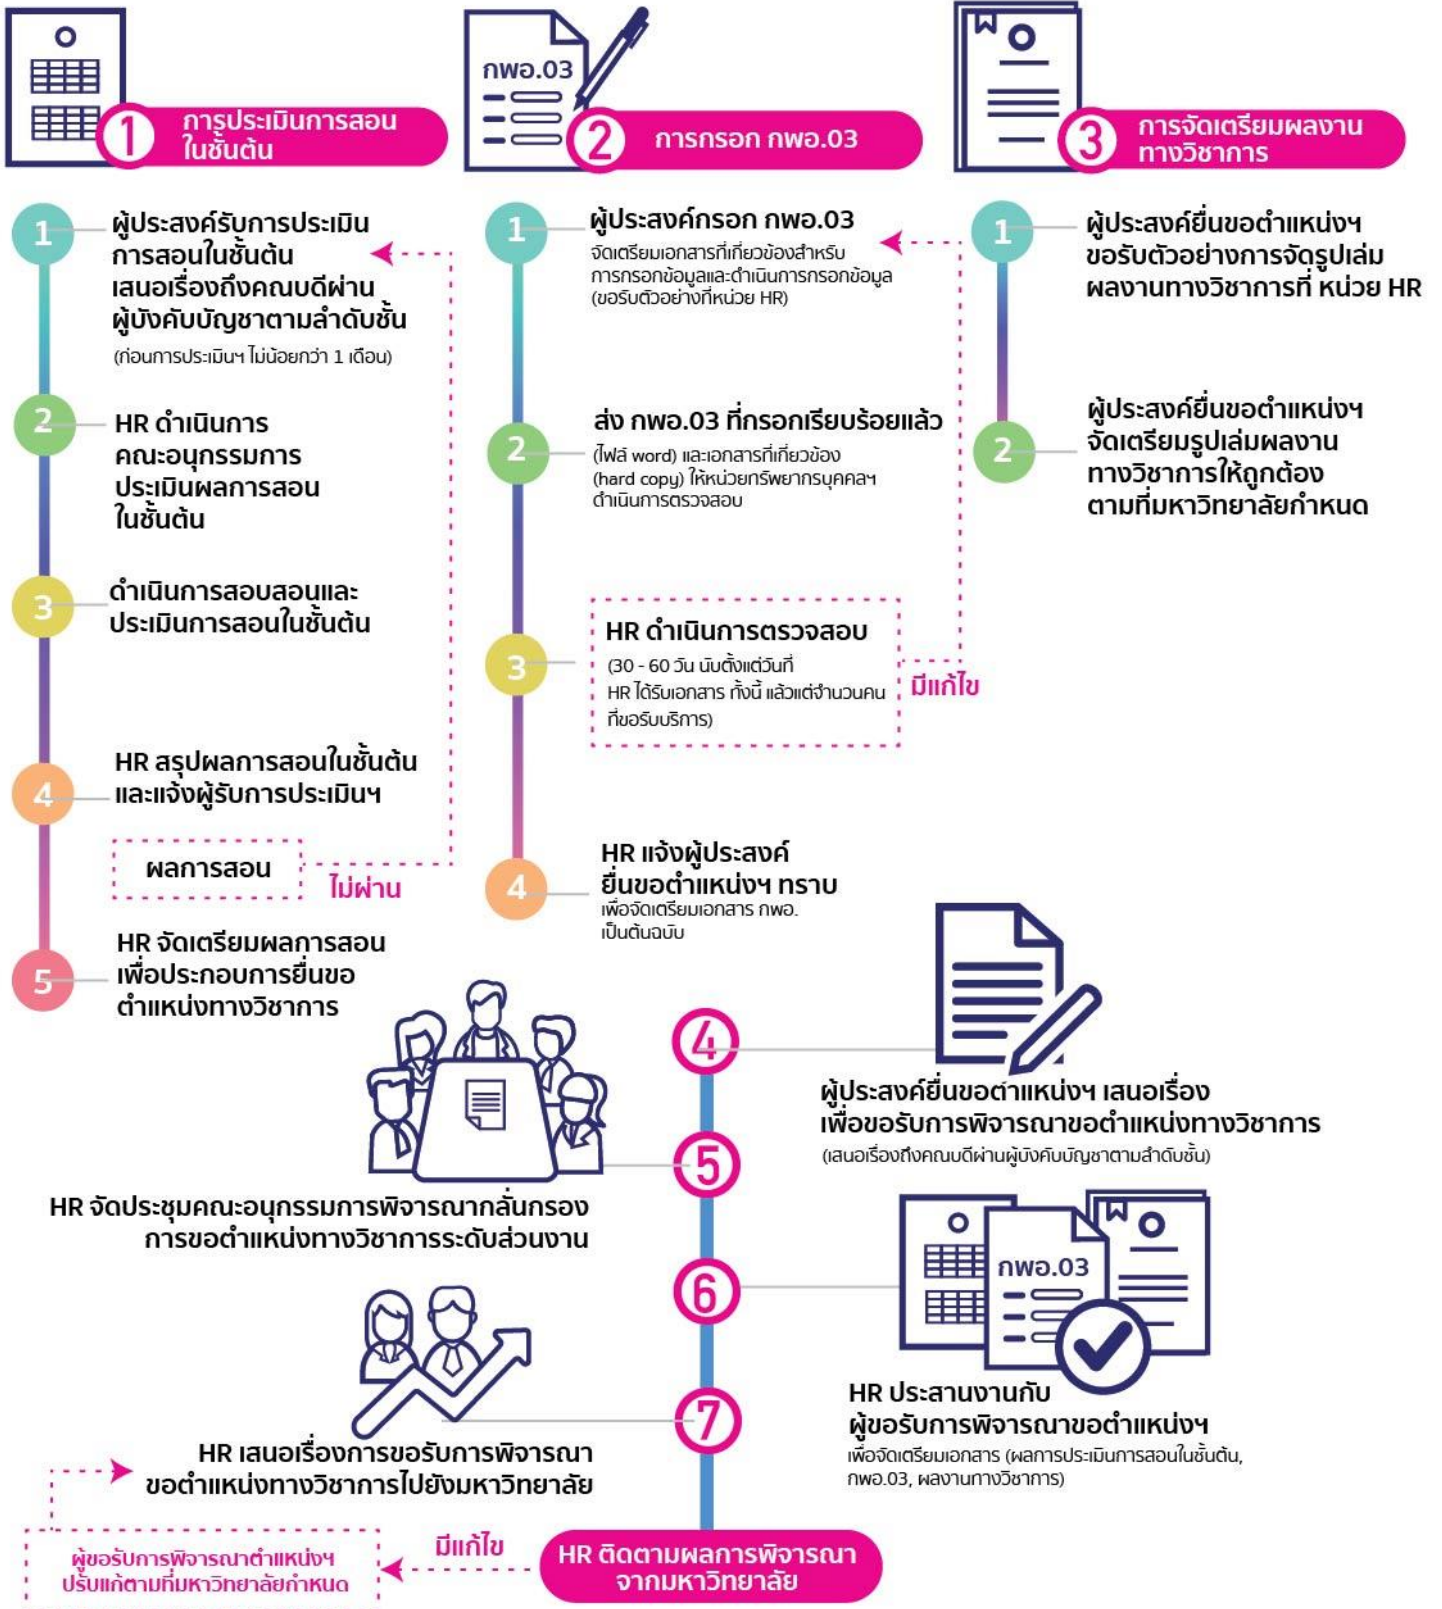 1
การประเมินการสอน
ในชั้นต้น
1
ผู้ประสงค์รับการประเมิน
การสอนในชั้นต้น
เสนอเรื่องถึงคณบดีผ่าน
ผู้บังคับบัญชาตามลำดับชั้น
(ก่อนการประเมินฯ ไม่น้อยกว่า 1 เดือน)
2
HR ดำเนินการ
คณะอนุกรรมการ
ประเมินผลการสอน
ในชั้นต้น
3
ดำเนินการสอบสอนและ
ประเมินการสอนในชั้นต้น
4
HR สรุปผลการสอนในชั้นต้น
และแจ้งผู้รับการประเมินฯ
ผลการสอน
ไม่ผ่าน
5
HR จัดเตรียมผลการสอน
เพื่อประกอบการยื่นขอ
ตำแหน่งทางวิชาการ
กพอ.03
2
การกรอก กพอ.03
1
ผู้ประสงค์กรอก กพอ.03
จัดเตรียมเอกสารที่เกี่ยวข้องสำหรับ
การกรอกข้อมูลและดำเนินการกรอกข้อมูล
(ขอรับตัวอย่างที่หน่วย HR)
2
ส่ง กพอ.03 ที่กรอกเรียบร้อยแล้ว
(ไฟล์ word) และเอกสารที่เกี่ยวข้อง
(hard copy) ให้หน่วยทรัพยากรบุคคลฯ
ดำเนินการตรวจสอบ
3
HR ดำเนินการตรวจสอบ
(30 - 60 วัน นับตั้งแต่วันที่
HR ได้รับเอกสาร ทั้งนี้ แล้วแต่จำนวนคน
ที่ขอรับบริการ)
มีแก้ไข
4
HR แจ้งผู้ประสงค์
ยื่นขอตำแหน่งฯ ทราบ
เพื่อจัดเตรียมเอกสาร กพอ.
เป็นต้นฉบับ
3
การจัดเตรียมผลงาน
ทางวิชาการ
1
ผู้ประสงค์ยื่นขอตำแหน่งฯ
ขอรับตัวอย่างการจัดรูปเล่ม
ผลงานทางวิชาการที่ หน่วย HR
2
ผู้ประสงค์ยื่นขอตำแหน่งฯ
จัดเตรียมรูปเล่มผลงาน
ทางวิชาการให้ถูกต้อง
ตามที่มหาวิทยาลัยกำหนด
4
ผู้ประสงค์ยื่นขอตำแหน่งฯ เสนอเรื่อง
เพื่อขอรับการพิจารณาขอตำแหน่งทางวิชาการ
(เสนอเรื่องถึงคณบดีผ่านผู้บังคับบัญชาตามลำดับชั้น)
5
HR จัดประชุมคณะอนุกรรมการพิจารณากลั่นกรอง
การขอตำแหน่งทางวิชาการระดับส่วนงาน
6
กพอ.03
HR ประสานงานกับ
ผู้ขอรับการพิจารณาขอตำแหน่งฯ
เพื่อจัดเตรียมเอกสาร (ผลการประเมินการสอนในชั้นต้น,
กพอ.03, ผลงานทางวิชาการ)
7
HR เสนอเรื่องการขอรับการพิจารณา
ขอตำแหน่งทางวิชาการไปยังมหาวิทยาลัย
HR ติดตามผลการพิจารณา
จากมหาวิทยาลัย
มีแก้ไข
ผู้ขอรับการพิจารณาตำแหน่งฯ
ปรับแก้ตามที่มหาวิทยาลัยกำหนด